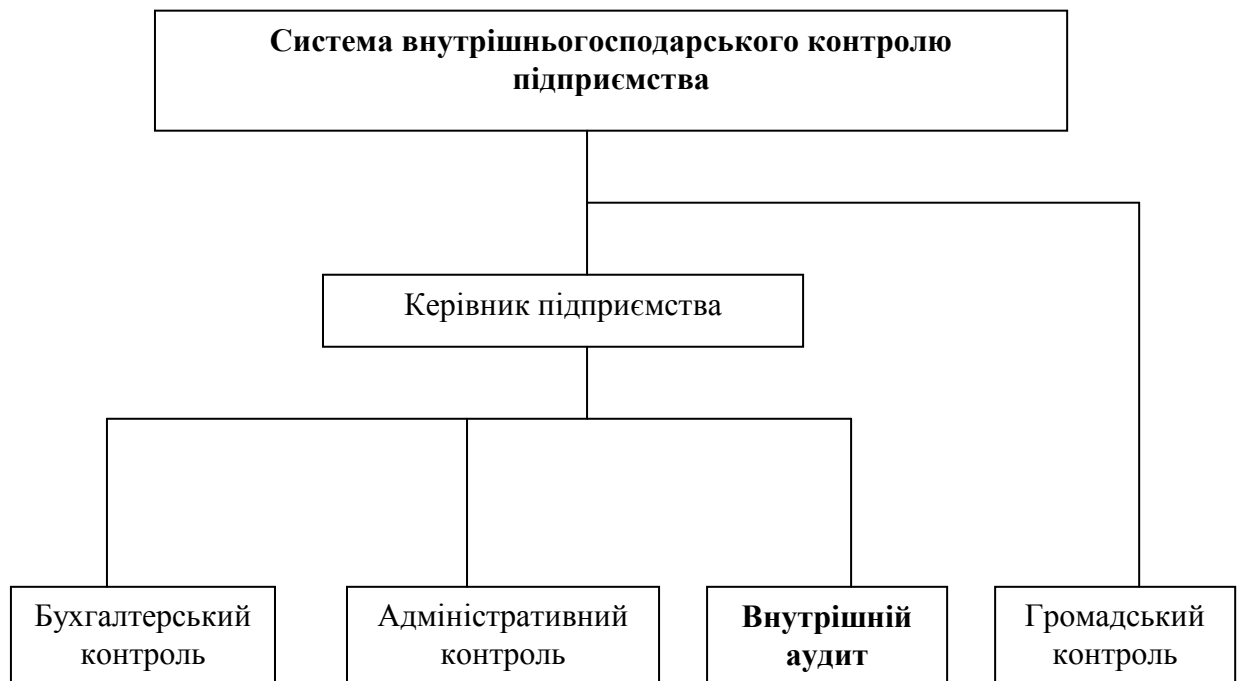 Система внутрішньогосподарського контролю
підприємства
Керівник підприємства
Бухгалтерський
контроль
Адміністративний
контроль
Внутрішній
аудит
Громадський
контроль